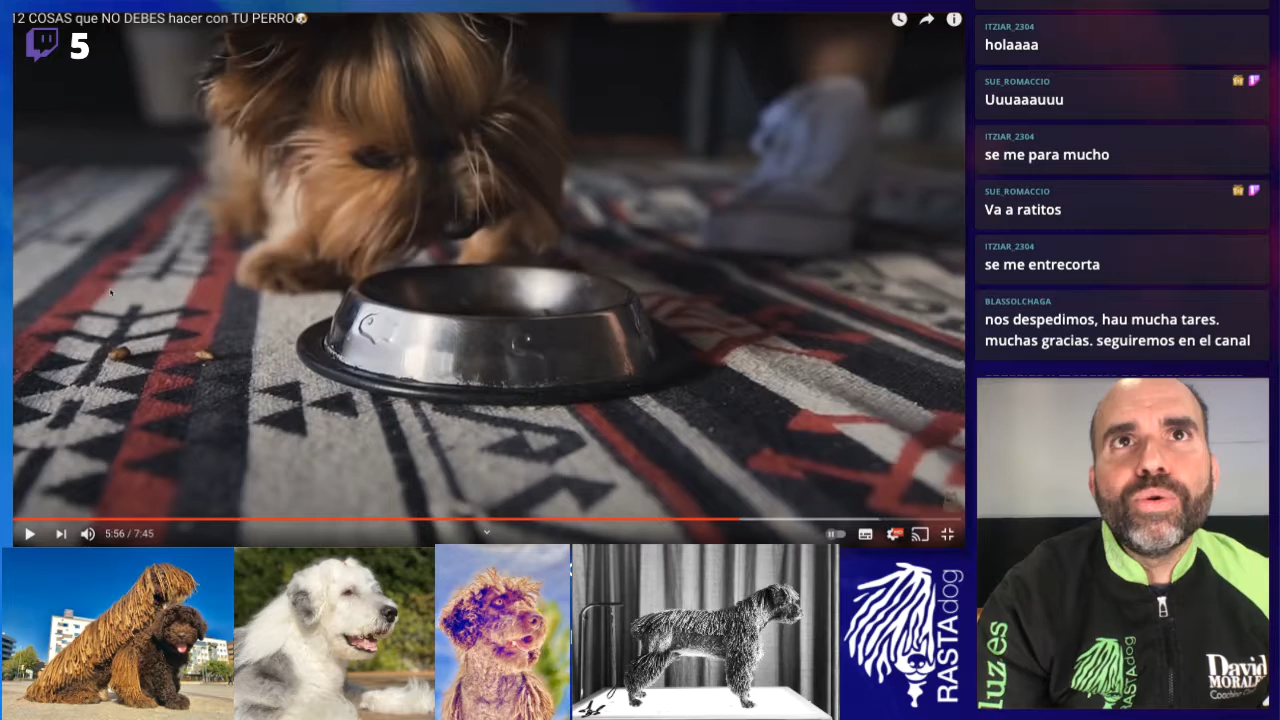 12 COSAS que NO DEBES hacer con TU PERRO
5
5:56 / 7:45
ITZIAR_2304
holaaaa
SUE_ROMACCIO
Uuuaaauuu
ITZIAR_2304
se me para mucho
SUE_ROMACCIO
Va a ratitos
ITZIAR_2304
se me entrecorta
BLASSOLCHAGA
nos despedimos, hau mucha tares.
muchas gracias. seguiremos en el canal
RASTAdog
luz es
RASTAdog
David
MORALE